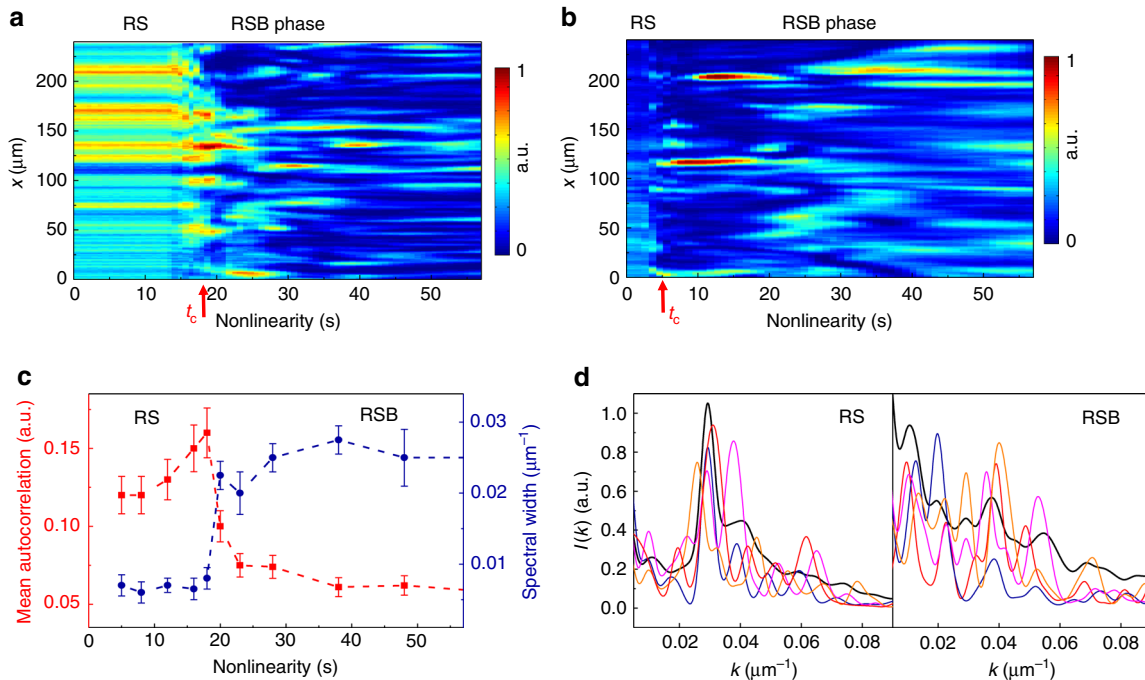 a
RS
RSB phase
x (μm)
200
150
100
50
0
0
10
20
30
40
50
t_c
Nonlinearity (s)
1
a.u.
0
b
RS
RSB phase
x (μm)
200
150
100
50
0
0
10
20
30
40
50
t_c
Nonlinearity (s)
1
a.u.
0
c
RS
RSB
Mean autocorrelation (a.u.)
0.15
0.10
0.05
0
10
20
30
40
50
Nonlinearity (s)
0.03
0.02
0.01
Spectral width (μm⁻¹)
d
RS
RSB
I(k) (a.u.)
1.0
0.8
0.6
0.4
0.2
0.0
0.02
0.04
0.06
0.08
k (μm⁻¹)
0.02
0.04
0.06
0.08
k (μm⁻¹)